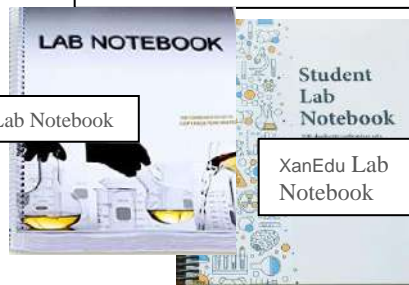 LAB NOTEBOOK
Lab Notebook
Student
Lab
Notebook
XanEdu Lab
Notebook